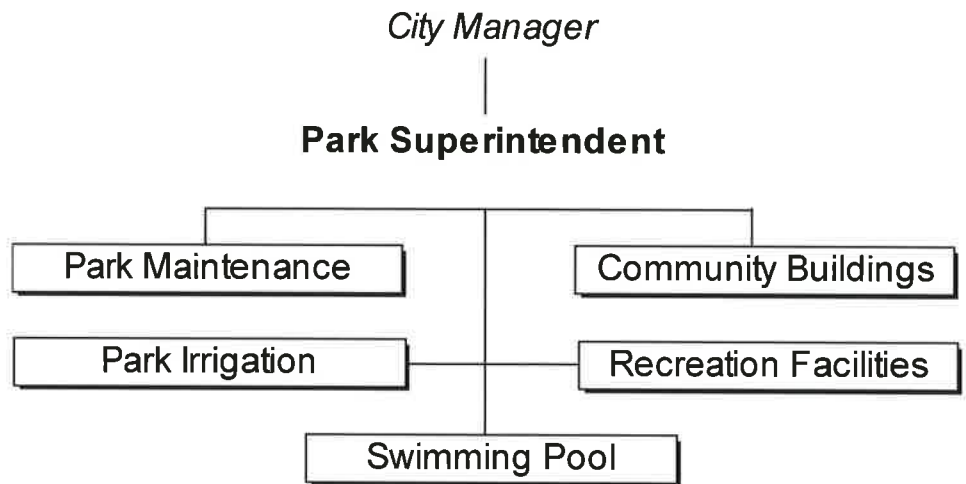 City Manager
Park Superintendent
Park Maintenance
Community Buildings
Park Irrigation
Recreation Facilities
Swimming Pool